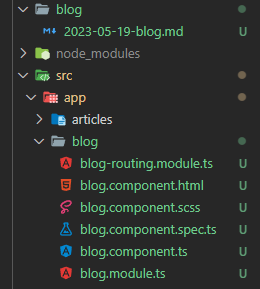 blog
2023-05-19-blog.md U
node_modules
src
app
articles
blog
blog-routing.module.ts U
blog.component.html U
blog.component.scss U
blog.component.spec.ts U
blog.component.ts U
blog.module.ts U